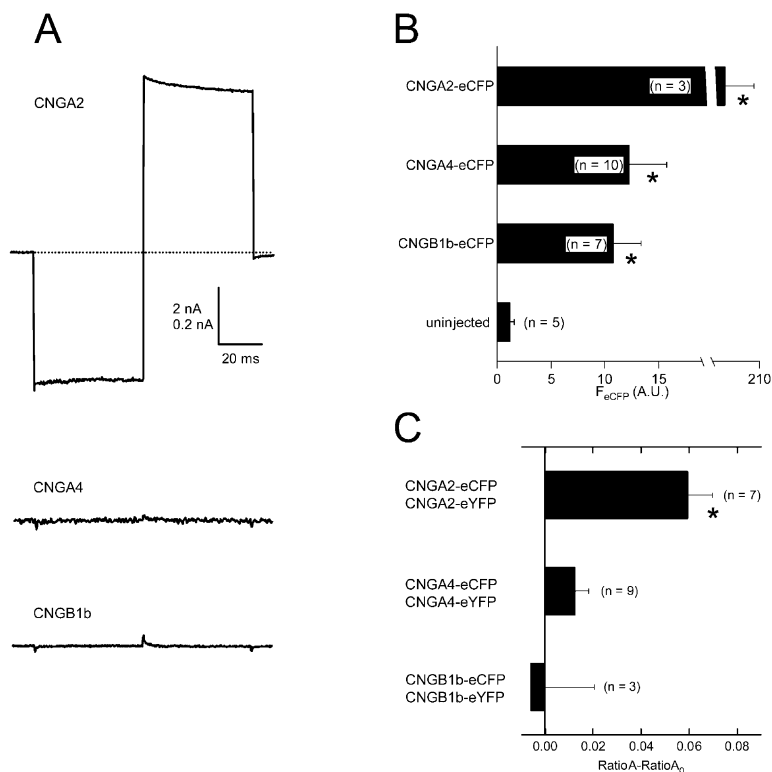 A
CNGA2
2 nA
0.2 nA
20 ms
CNGA4
CNGB1b
B
CNGA2-eCFP
(n = 3)
*
CNGA4-eCFP
(n = 10)
*
CNGB1b-eCFP
(n = 7)
*
uninjected
(n = 5)
0 5 10 15 210
FeCFP (A.U.)
C
CNGA2-eCFP
CNGA2-eYFP
(n = 7)
*
CNGA4-eCFP
CNGA4-eYFP
(n = 9)
CNGB1b-eCFP
CNGB1b-eYFP
(n = 3)
0.00 0.02 0.04 0.06 0.08
RatioA-RatioA0